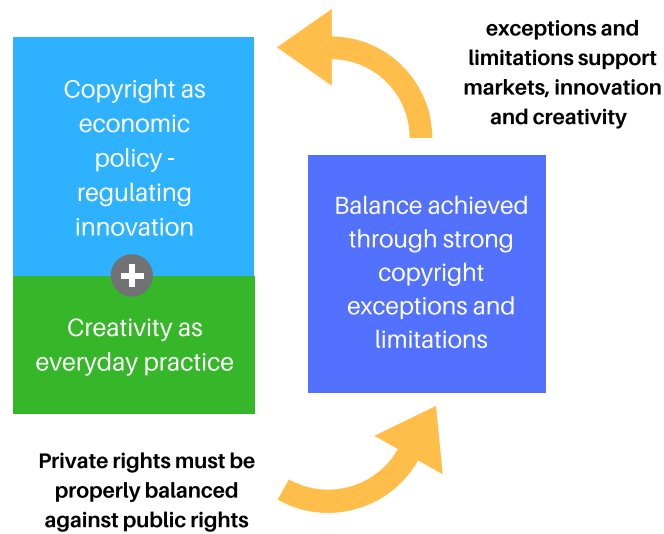 exceptions and
limitations support
markets, innovation
and creativity
Copyright as
economic
policy -
regulating
innovation
Creativity as
everyday practice
Balance achieved
through strong
copyright
exceptions and
limitations
Private rights must be
properly balanced
against public rights